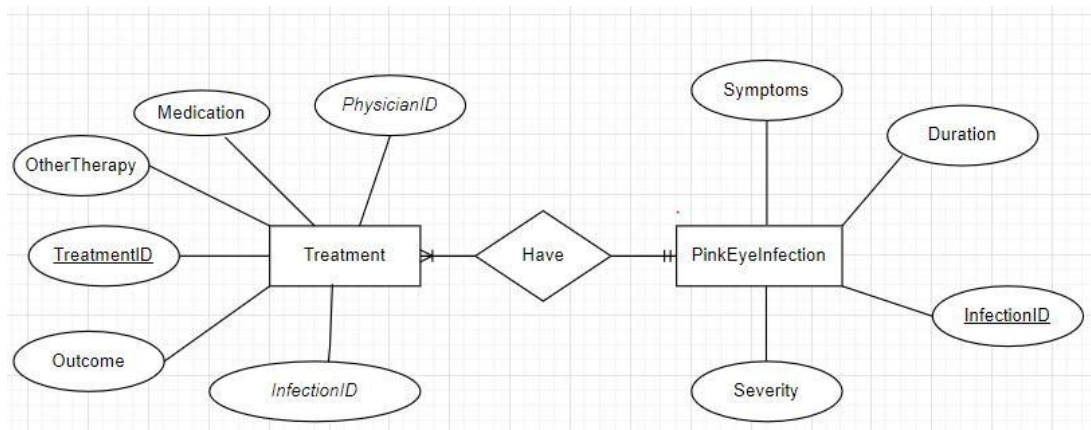 Symptoms
PhysicianID
Medication
Duration
OtherTherapy
TreatmentID
Treatment
Have
PinkEyeInfection
InfectionID
Outcome
InfectionID
Severity